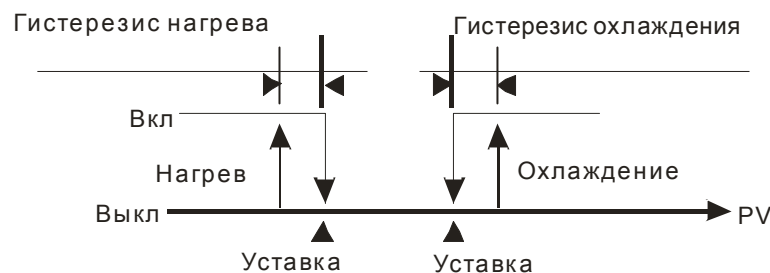 Гистерезис нагрева
Гистерезис охлаждения
Вкл
Нагрев
Охлаждение
Выкл
PV
Уставка
Уставка